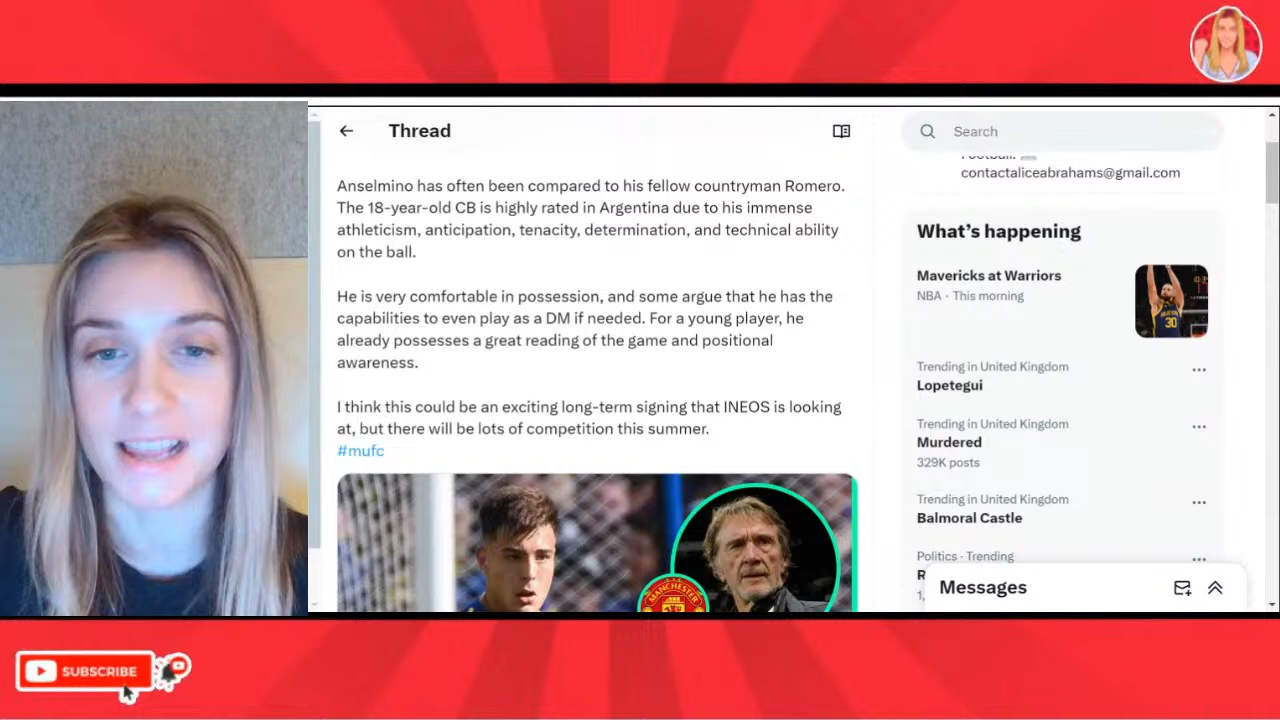 Thread
Anselmino has often been compared to his fellow countryman Romero.
The 18-year-old CB is highly rated in Argentina due to his immense
athleticism, anticipation, tenacity, determination, and technical ability
on the ball.
He is very comfortable in possession, and some argue that he has the
capabilities to even play as a DM if needed. For a young player, he
already possesses a great reading of the game and positional
awareness.
I think this could be an exciting long-term signing that INEOS is looking
at, but there will be lots of competition this summer.
#mufc
MANCHESTER
Search
Football.
contactaliceabrahams@gmail.com
What’s happening
Mavericks at Warriors
NBA · This morning
30
Trending in United Kingdom
Lopetegui
Trending in United Kingdom
Murdered
329K posts
Trending in United Kingdom
Balmoral Castle
Politics · Trending
Messages
SUBSCRIBE